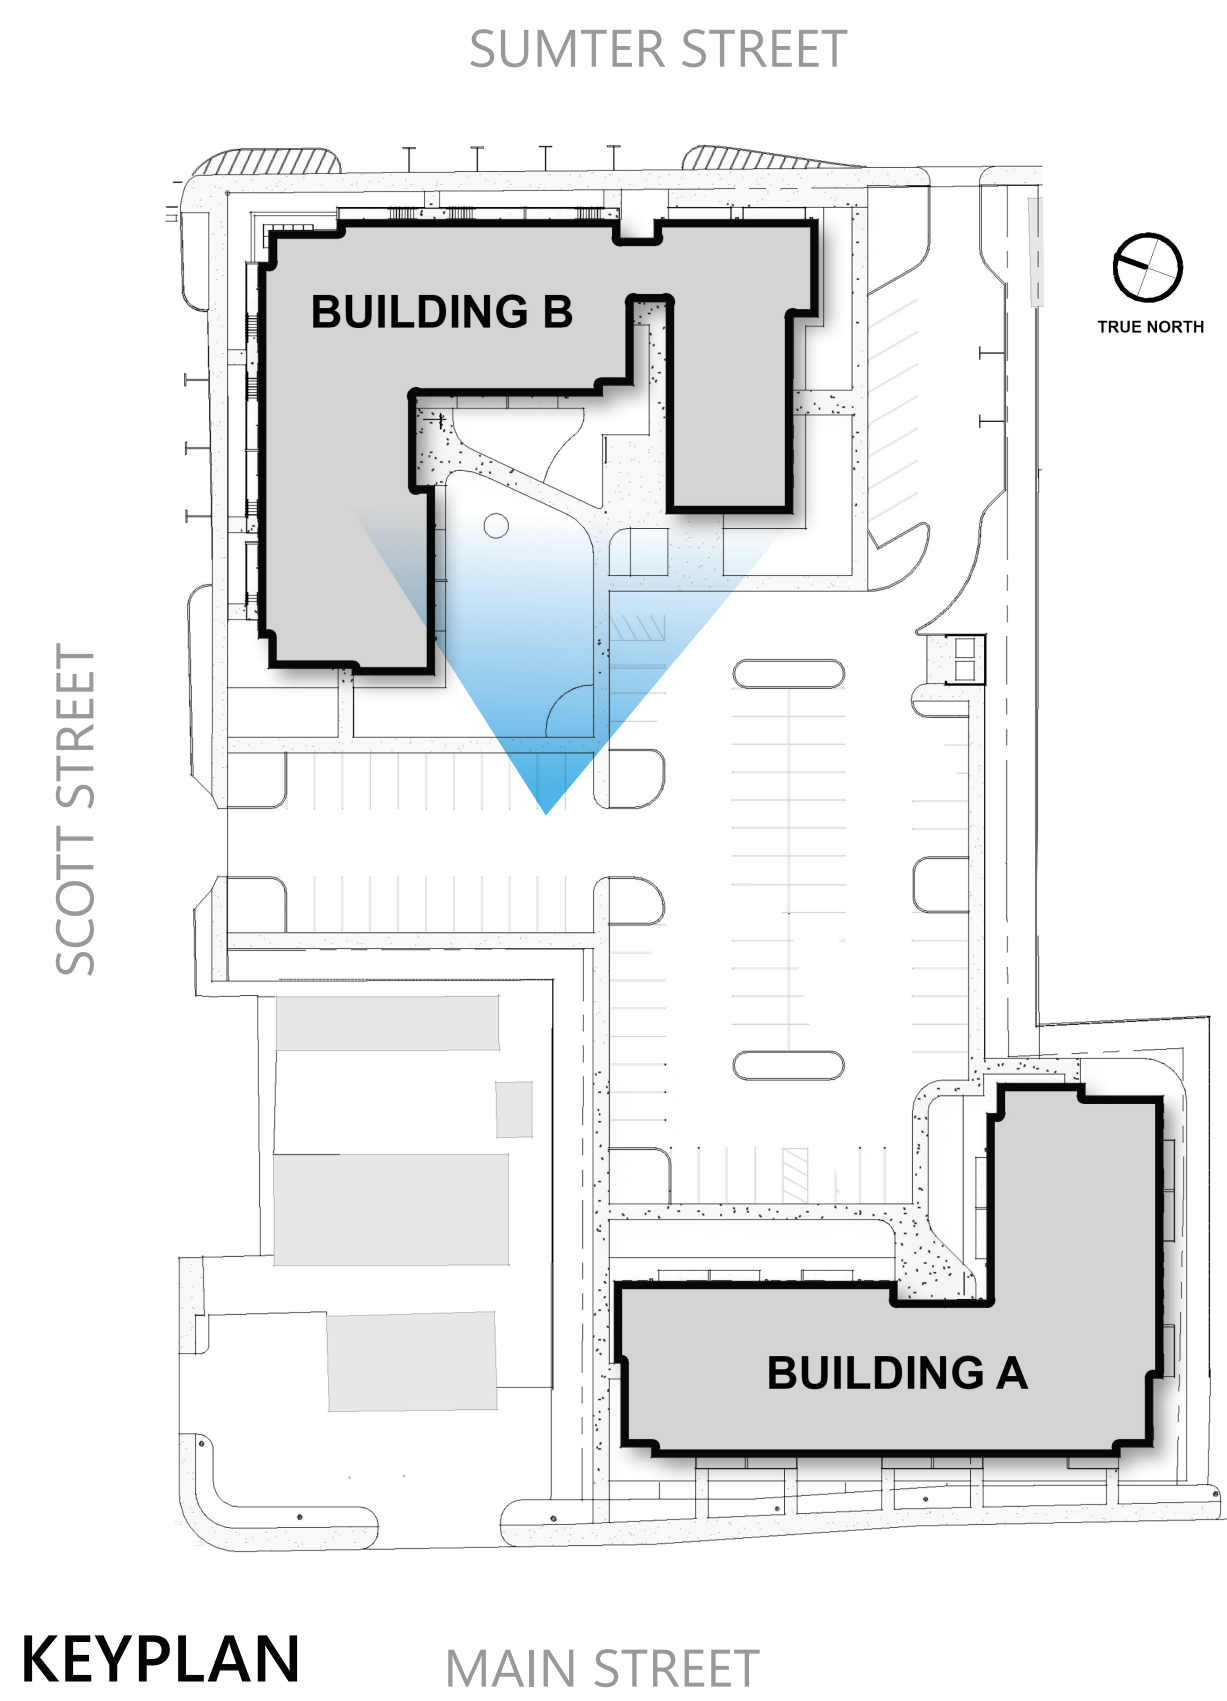 SUMTER STREET
BUILDING B
TRUE NORTH
SCOTT STREET
BUILDING A
KEYPLAN
MAIN STREET